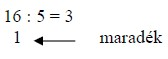 16 : 5 = 3
1 maradék